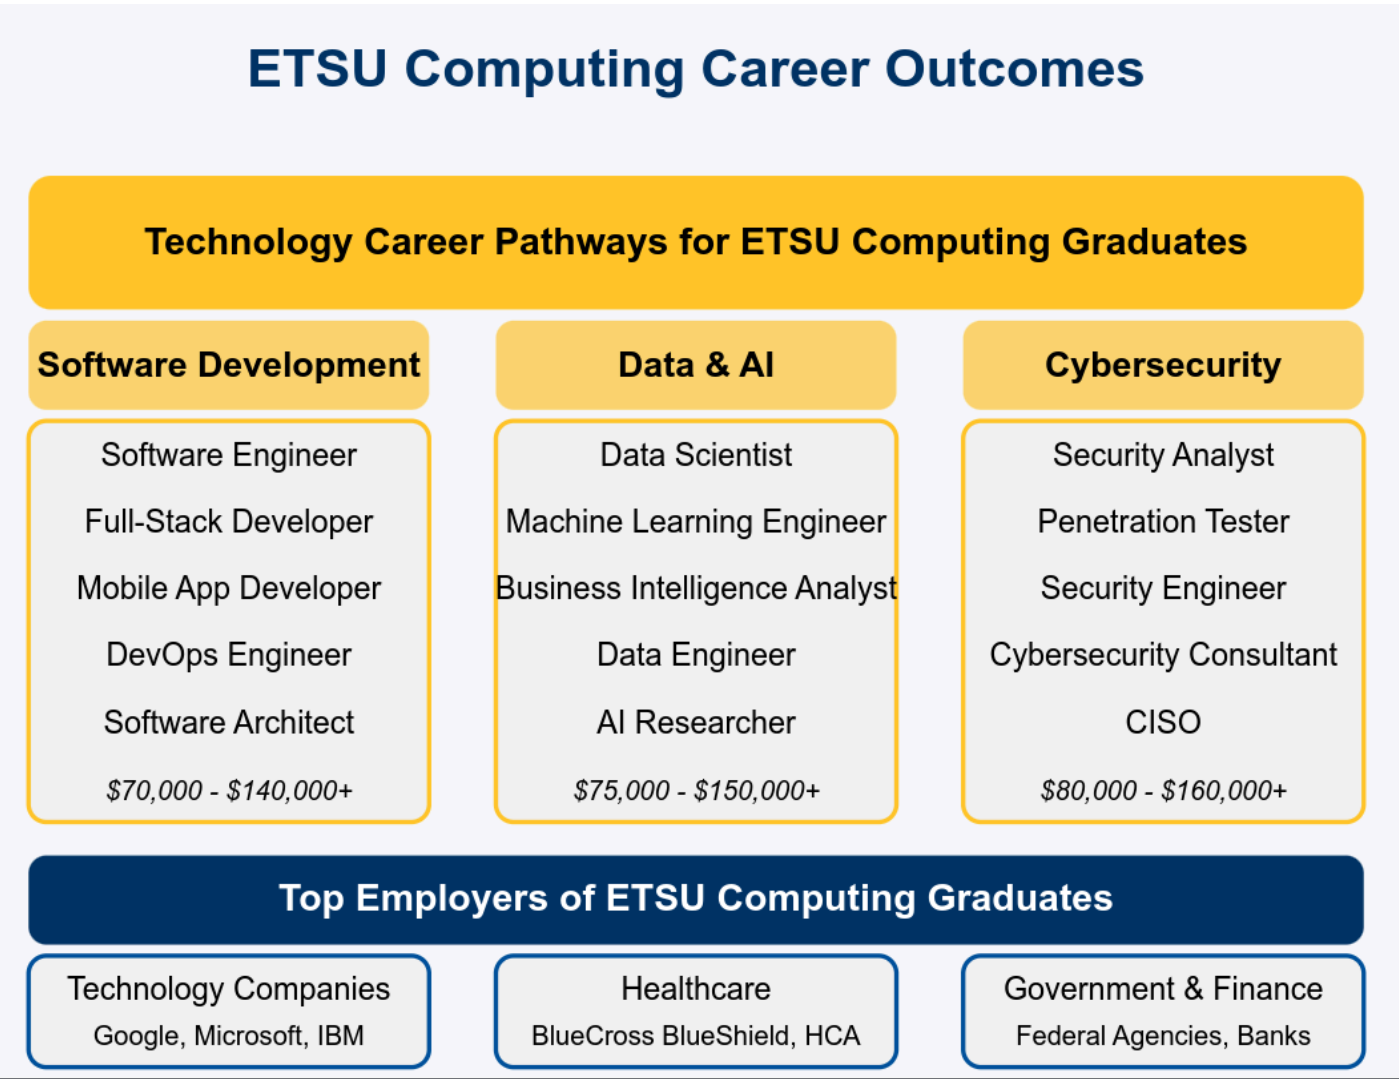 ETSU Computing Career Outcomes
Technology Career Pathways for ETSU Computing Graduates
Software Development
Software Engineer
Full-Stack Developer
Mobile App Developer
DevOps Engineer
Software Architect
$70,000 - $140,000+
Data & AI
Data Scientist
Machine Learning Engineer
Business Intelligence Analyst
Data Engineer
AI Researcher
$75,000 - $150,000+
Cybersecurity
Security Analyst
Penetration Tester
Security Engineer
Cybersecurity Consultant
CISO
$80,000 - $160,000+
Top Employers of ETSU Computing Graduates
Technology Companies
Google, Microsoft, IBM
Healthcare
BlueCross BlueShield, HCA
Government & Finance
Federal Agencies, Banks